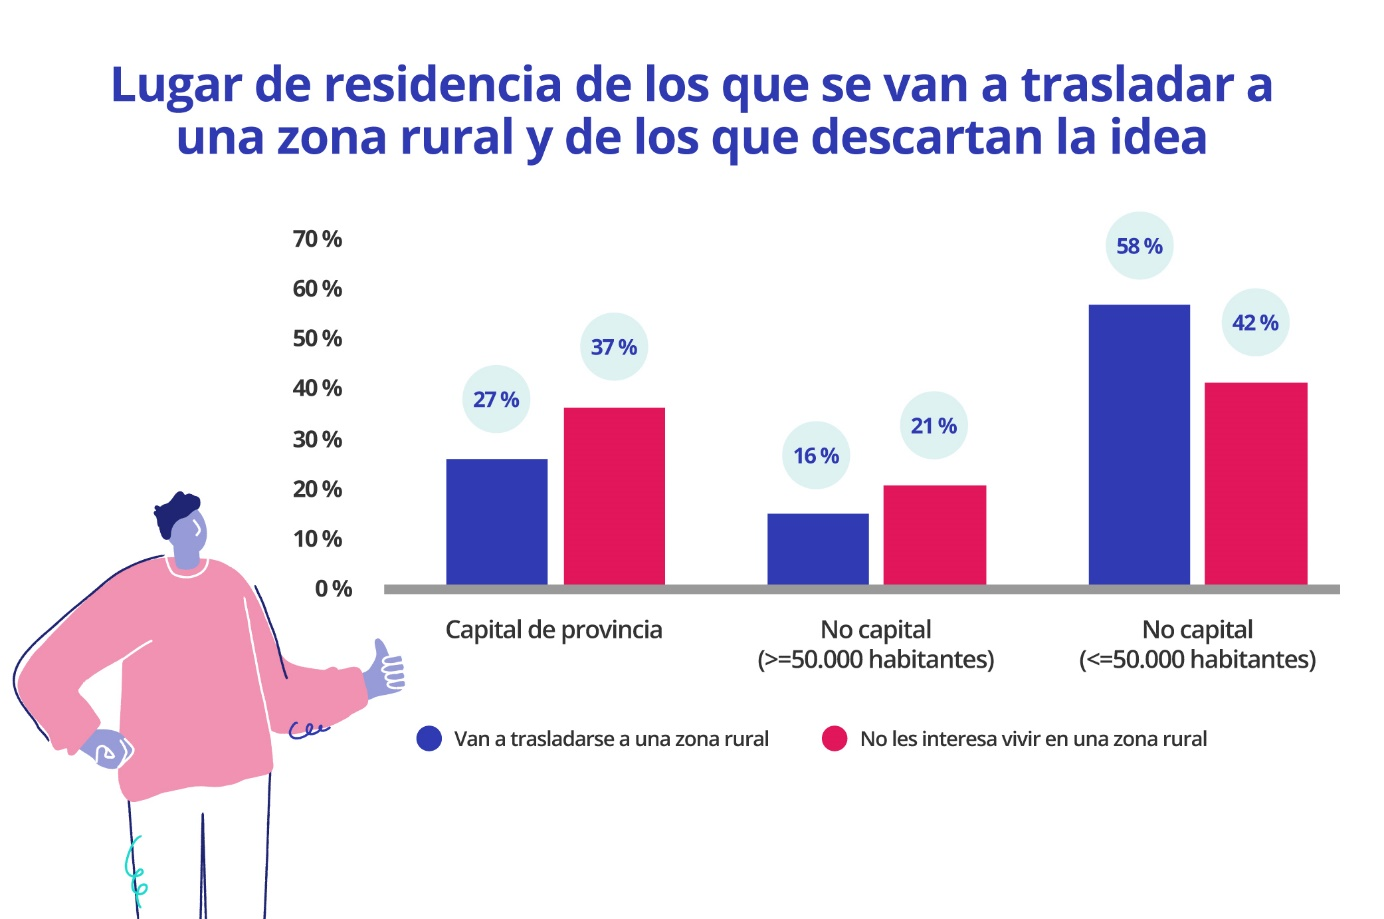 Lugar de residencia de los que se van a trasladar a
una zona rural y de los que descartan la idea
70 %
60 %
50 %
40 %
30 %
20 %
10 %
0 %
27 %
37 %
16 %
21 %
58 %
42 %
Capital de provincia
No capital
(>=50.000 habitantes)
No capital
(<=50.000 habitantes)
Van a trasladarse a una zona rural
No les interesa vivir en una zona rural